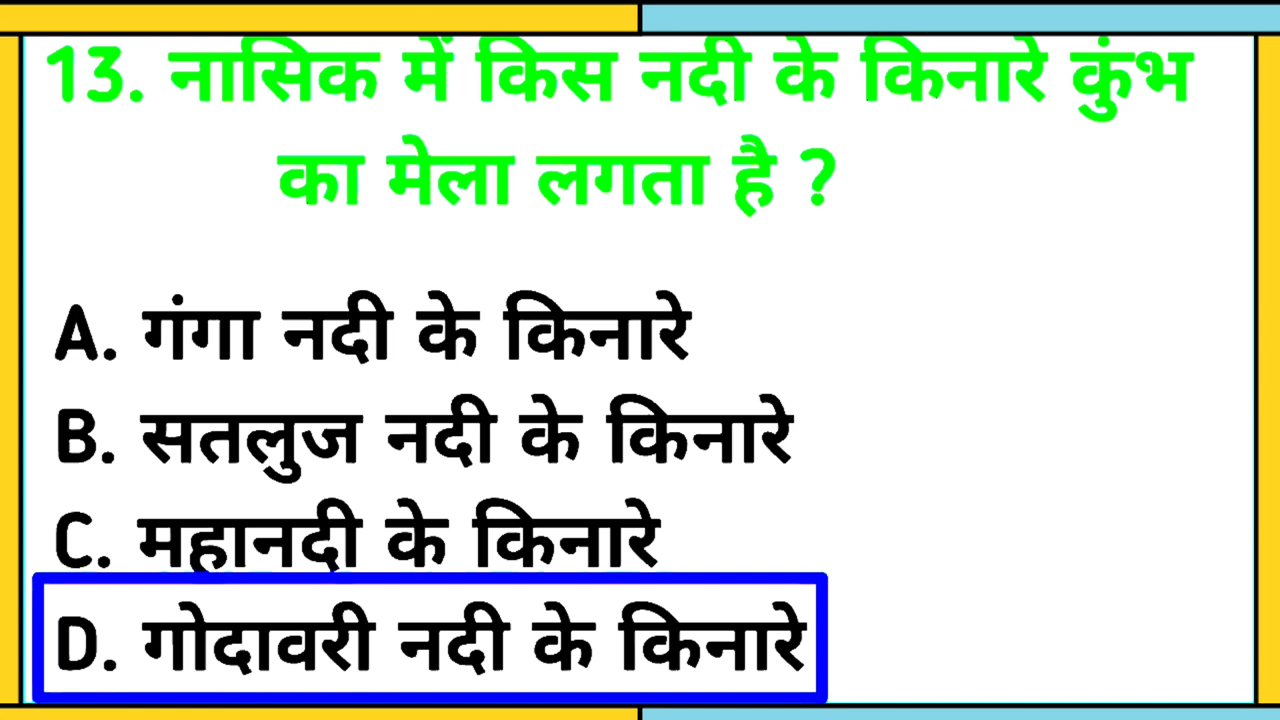 13. नासिक में किस नदी के किनारे कुंभ
का मेला लगता है ?
A. गंगा नदी के किनारे
B. सतलुज नदी के किनारे
C. महानदी के किनारे
D. गोदावरी नदी के किनारे